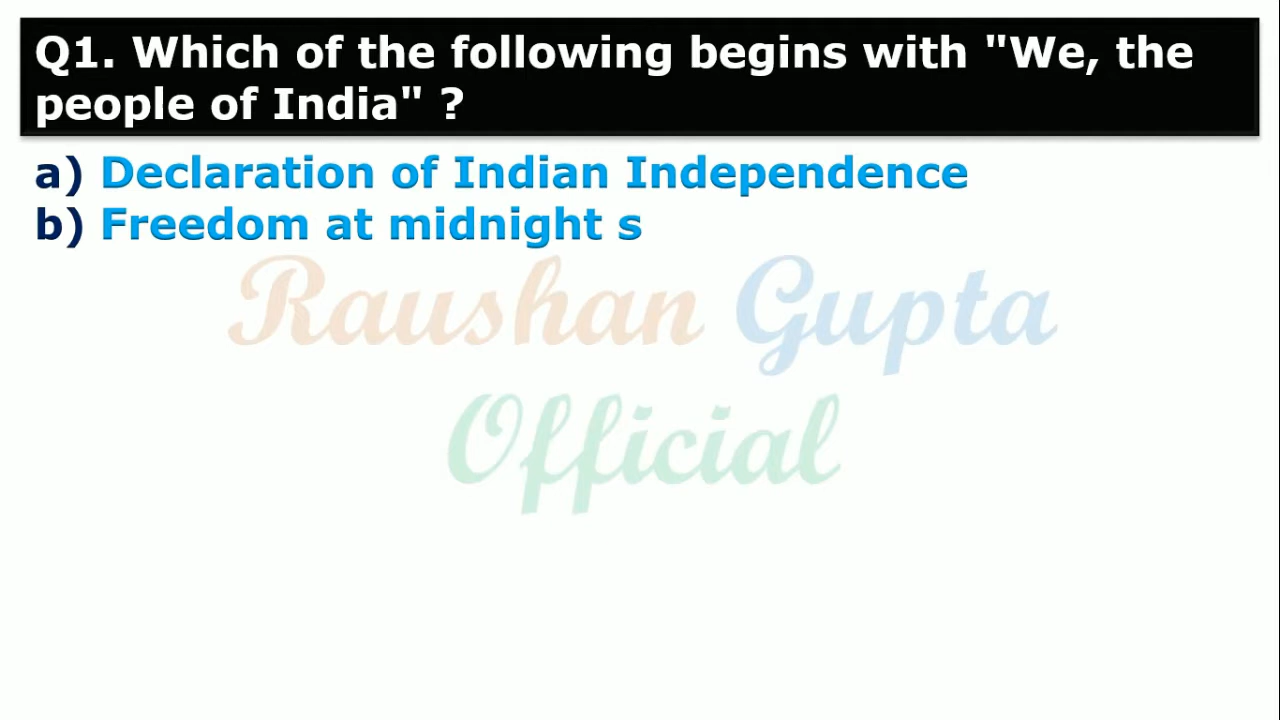 Q1. Which of the following begins with "We, the
people of India" ?
a) Declaration of Indian Independence
b) Freedom at midnight s
Raushan Gupta
Official